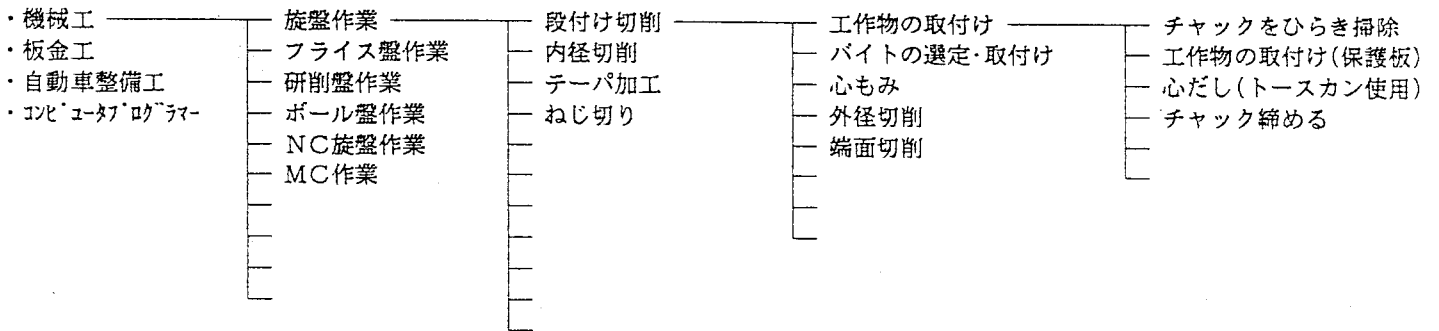 ・機械工 旋盤作業 段付け切削 工作物の取付け チャックをひらき掃除
・板金工 フライス盤作業 内径切削 バイトの選定・取付け 工作物の取付け(保護板)
・自動車整備工 研削盤作業 テーパ加工 心もみ 心だし(トースカン使用)
・コンピュータプログラマー ボール盤作業 ねじ切り 外径切削 チャック締める
NC旋盤作業 端面切削
MC作業